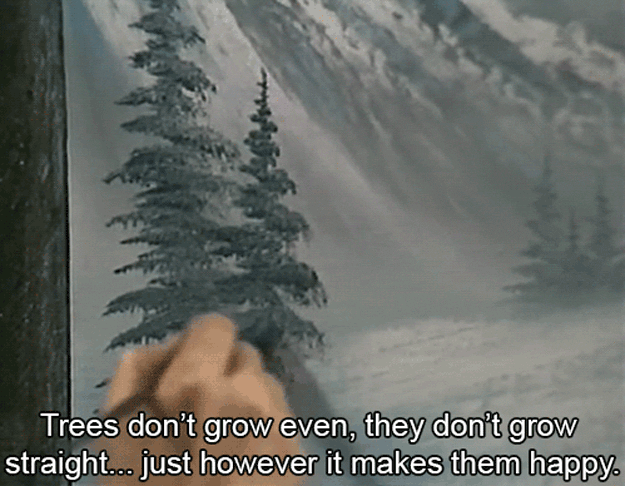 Trees don't grow even, they don't grow
straight... just however it makes them happy.